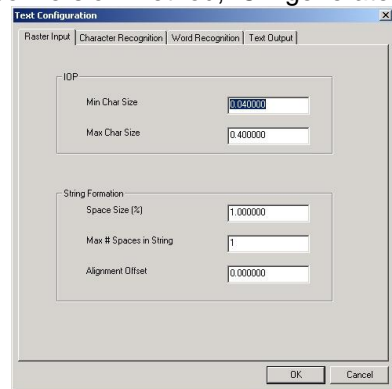 Text Configuration
Raster Input Character Recognition Word Recognition Text Output
IOP
Min Char Size 0.040000
Max Char Size 0.400000
String Formation
Space Size (%) 1.000000
Max # Spaces in String 1
Alignment Offset 0.000000
OK Cancel